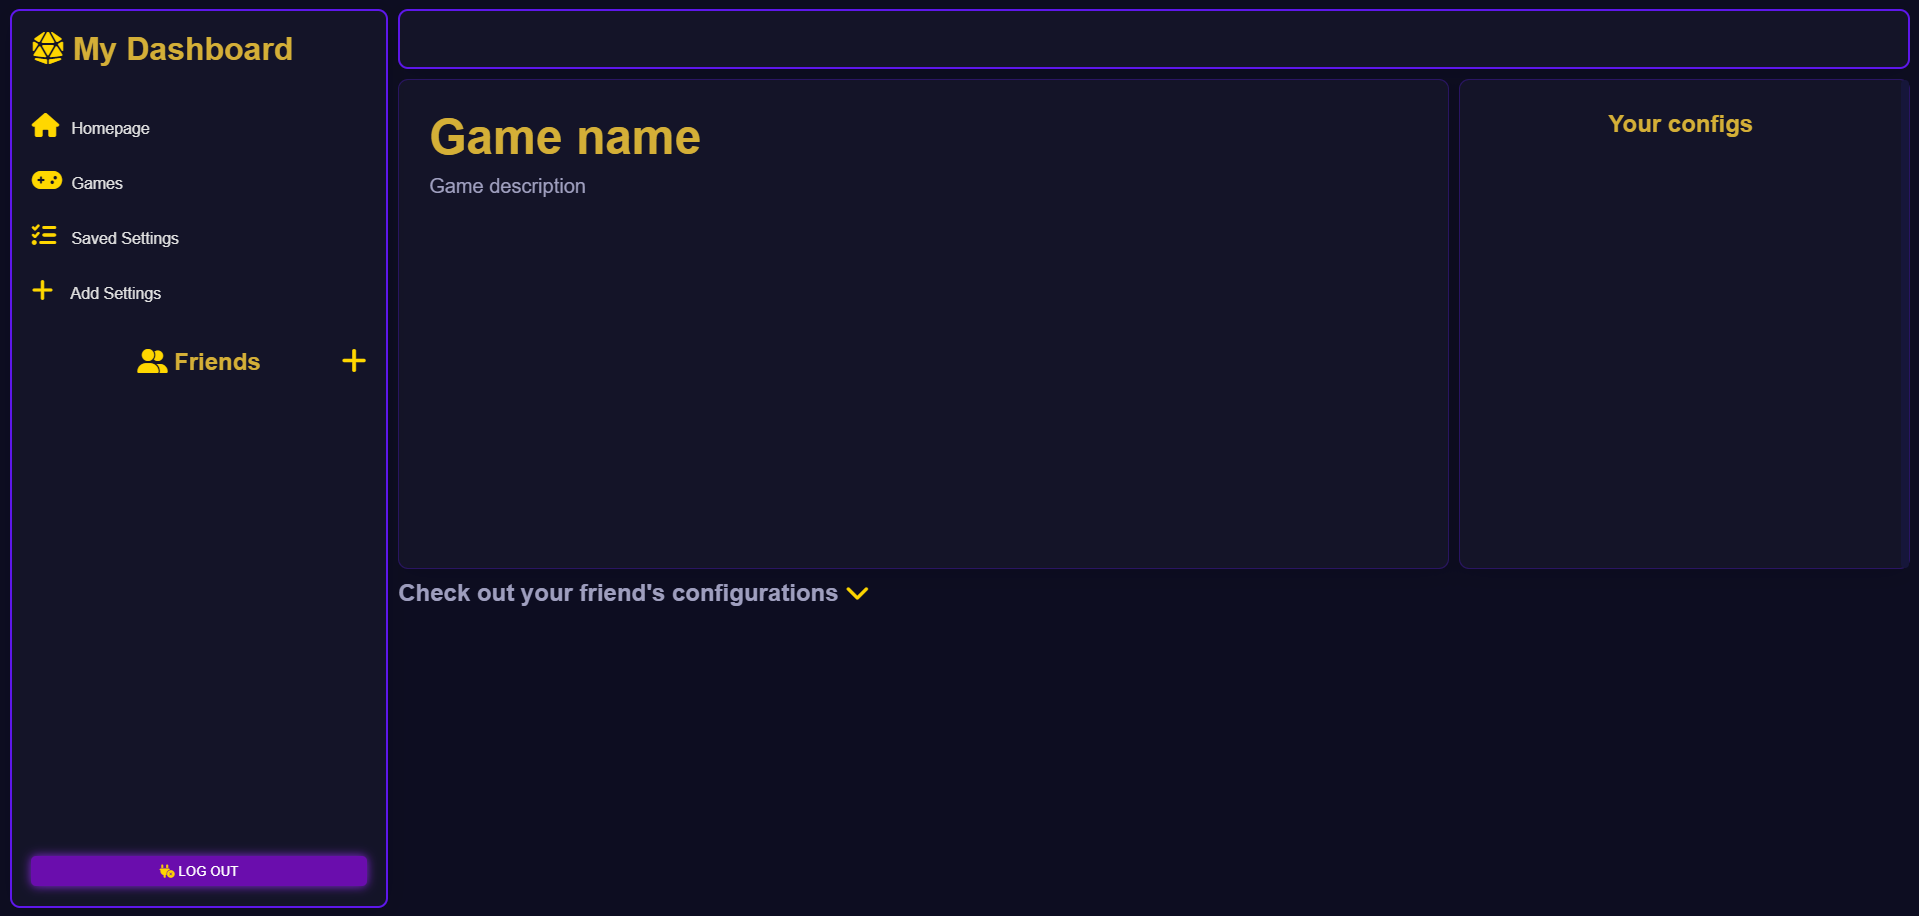 My Dashboard
Homepage
Games
Saved Settings
Add Settings
Friends
LOG OUT
Game name
Game description
Your configs
Check out your friend's configurations